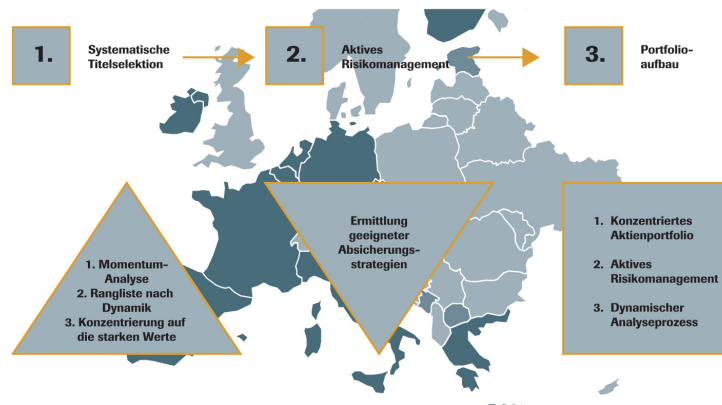 1.
Systematische
Titelselektion
2.
Aktives
Risikomanagement
3.
Portfolio-
aufbau
1. Momentum-
Analyse
2. Rangliste nach
Dynamik
3. Konzentrierung auf
die starken Werte
Ermittlung
geeigneter
Absicherungs-
strategien
1. Konzentriertes
Aktienportfolio
2. Aktives
Risikomanagement
3. Dynamischer
Analyseprozess